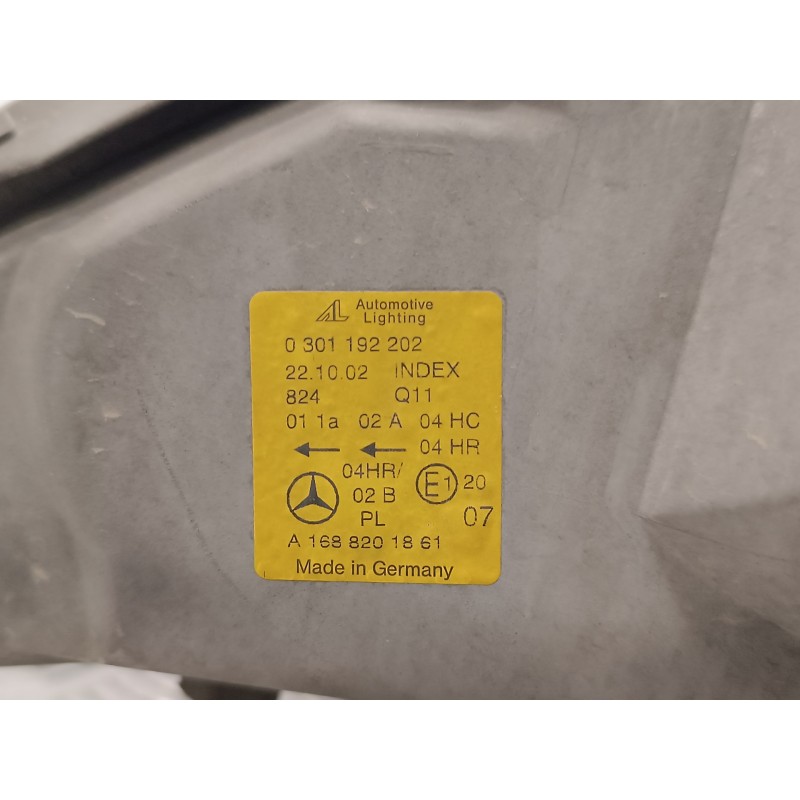 AL Automotive
Lighting
0 301 192 202
22.10.02 INDEX
824 Q11
01 1a 02 A 04 HC
04 HR
04HR/
02 B
E1 20
PL 07
A 168 820 18 61
Made in Germany